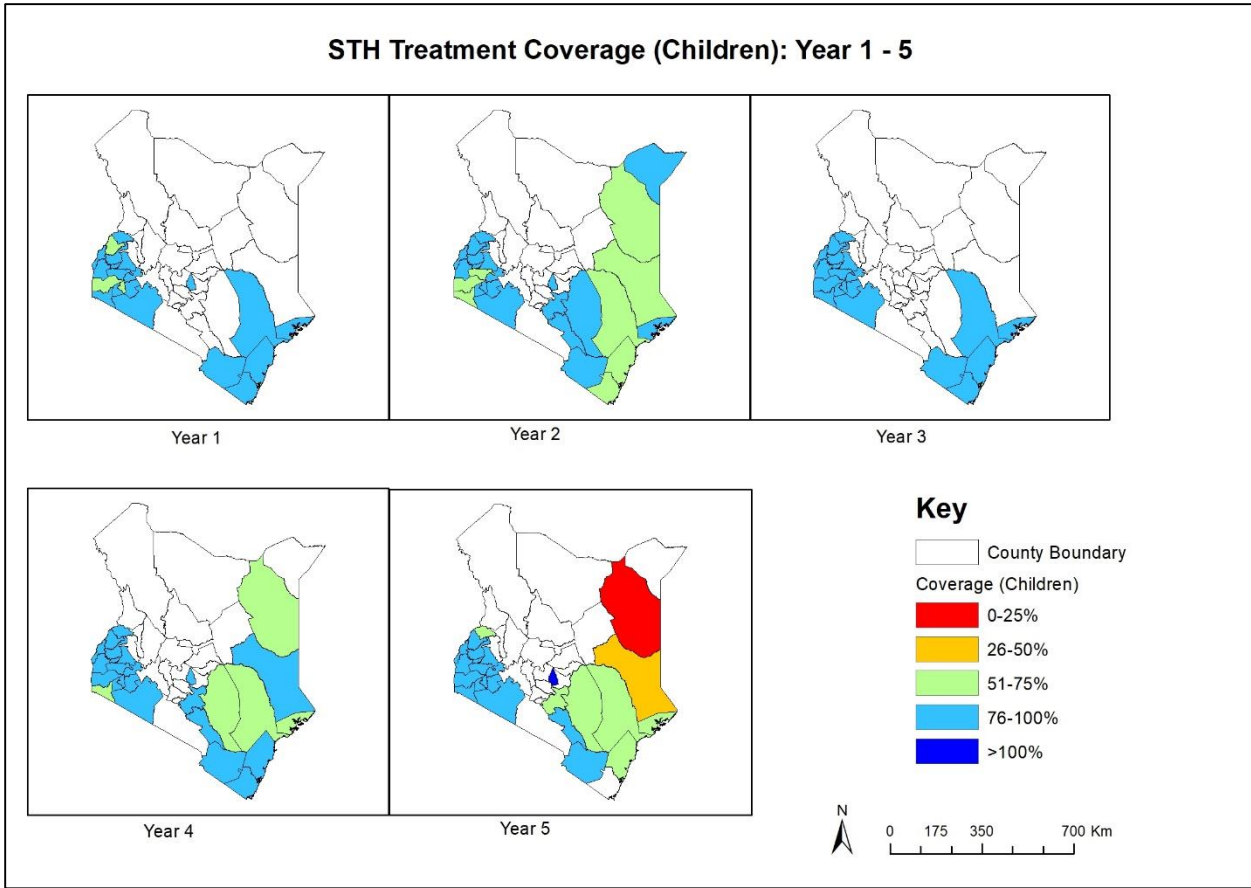 STH Treatment Coverage (Children): Year 1 - 5
Year 1
Year 2
Year 3
Year 4
Year 5
Key
County Boundary
Coverage (Children)
0-25%
26-50%
51-75%
76-100%
>100%
N
0 175 350 700 Km